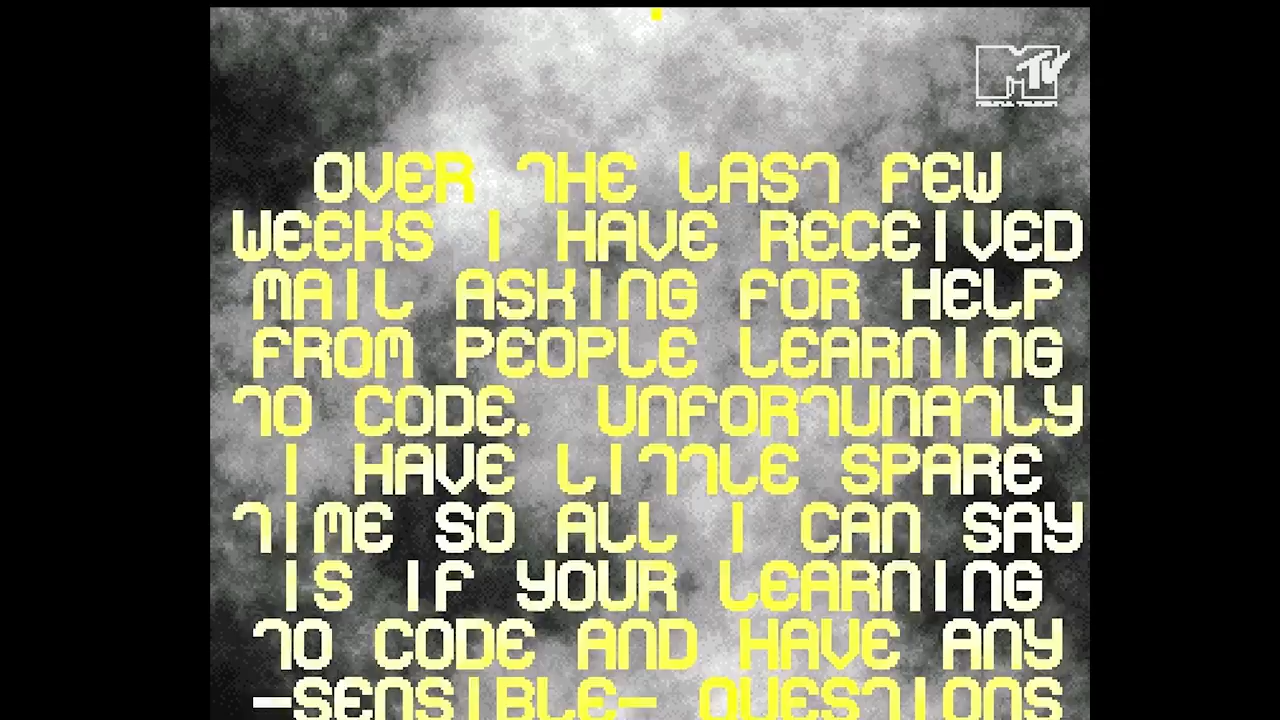 MTV
OVER THE LAST FEW
WEEKS I HAVE RECEIVED
MAIL ASKING FOR HELP
FROM PEOPLE LEARNING
TO CODE. UNFORTUNATLY
I HAVE LITTLE SPARE
TIME SO ALL I CAN SAY
IS IF YOUR LEARNING
TO CODE AND HAVE ANY
-SENSIBLE- QUESTIONS